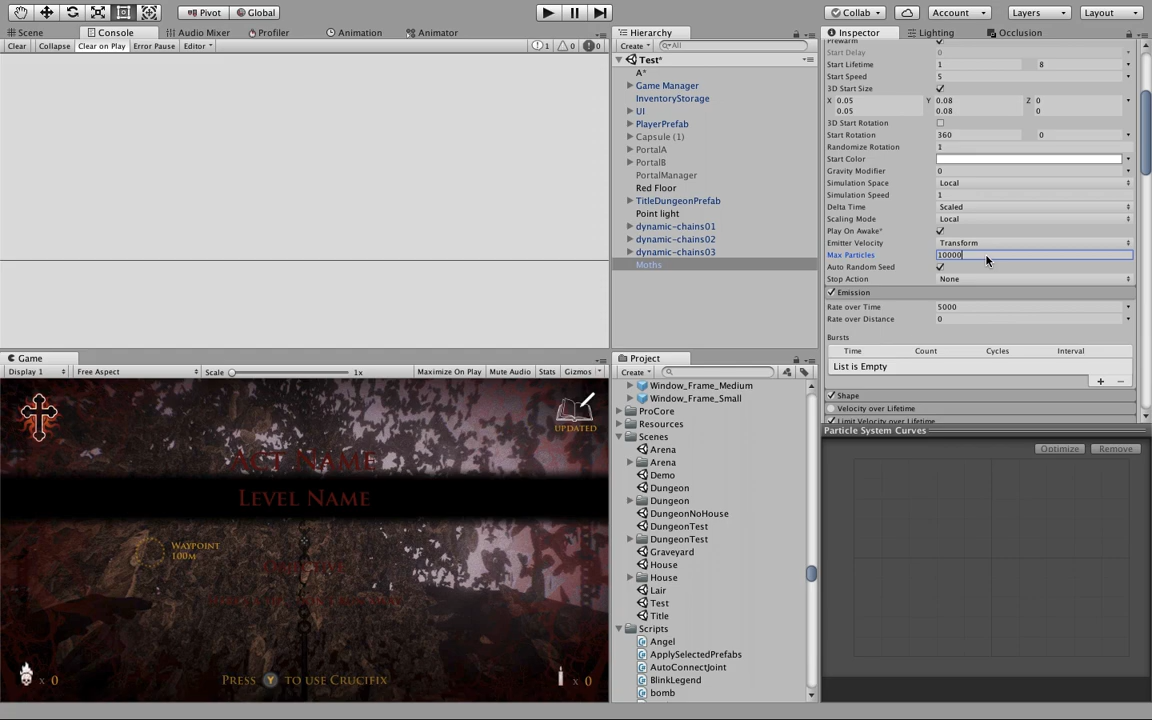 Pivot
Global
Collab
Account
Layers
Layout
Scene
Console
Audio Mixer
Profiler
Animation
Animator
Clear
Collapse
Clear on Play
Error Pause
Editor
1
0
0
Hierarchy
Create
All
Test*
A*
Game Manager
InventoryStorage
UI
PlayerPrefab
Capsule (1)
PortalA
PortalB
PortalManager
Red Floor
TitleDungeonPrefab
Point light
dynamic-chains01
dynamic-chains02
dynamic-chains03
Moths
Inspector
Lighting
Occlusion
Prewarm
Start Delay 0
Start Lifetime 1 8
Start Speed 5
3D Start Size
X 0.05 Y 0.08 Z 0
0.05 0.08 0
3D Start Rotation
Start Rotation 360 0
Randomize Rotation 1
Start Color
Gravity Modifier 0
Simulation Space Local
Simulation Speed 1
Delta Time Scaled
Scaling Mode Local
Play On Awake*
Emitter Velocity Transform
Max Particles 10000
Auto Random Seed
Stop Action None
Emission
Rate over Time 5000
Rate over Distance 0
Bursts
Time Count Cycles Interval
List is Empty
Shape
Velocity over Lifetime
Limit Velocity over Lifetime
Particle System Curves
Optimize
Remove
Game
Display 1
Free Aspect
Scale
1x
Maximize On Play
Mute Audio
Stats
Gizmos
UPDATED
ACT NAME
LEVEL NAME
WAYPOINT
100M
x 0
PRESS Y TO USE CRUCIFIX
x 0
Project
Create
Window_Frame_Medium
Window_Frame_Small
ProCore
Resources
Scenes
Arena
Arena
Demo
Dungeon
Dungeon
DungeonNoHouse
DungeonTest
DungeonTest
Graveyard
House
House
Lair
Test
Title
Scripts
Angel
ApplySelectedPrefabs
AutoConnectJoint
BlinkLegend
bomb